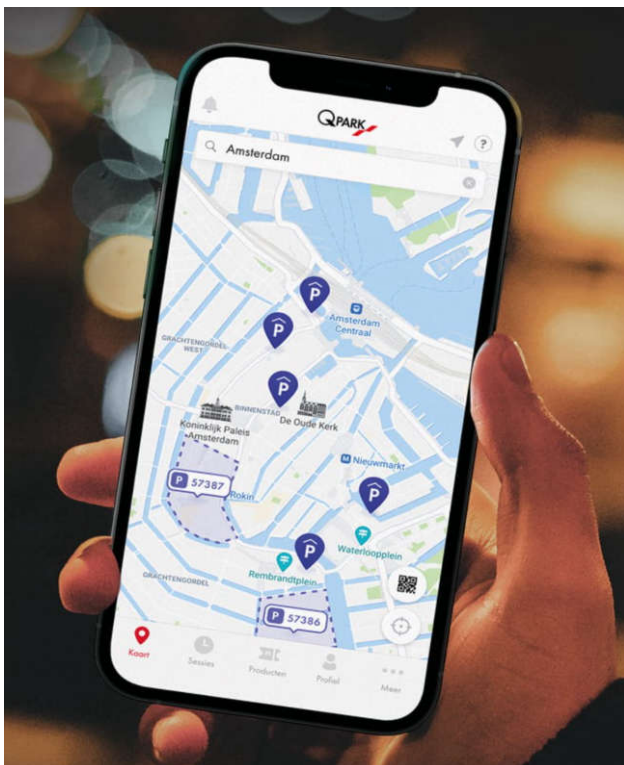 QPARK
?
Amsterdam
P
Amsterdam
Centraal
P
GRACHTENGORDEL-
WEST
P
BINNENSTAD
De Oude Kerk
Koninklijk Paleis
Amsterdam
M Nieuwmarkt
P 57387
Rokin
P
Waterlooplein
P
Rembrandtplein
GRACHTENGORDEL
P 57386
Kaart
Sessies
Producten
Profiel
Meer